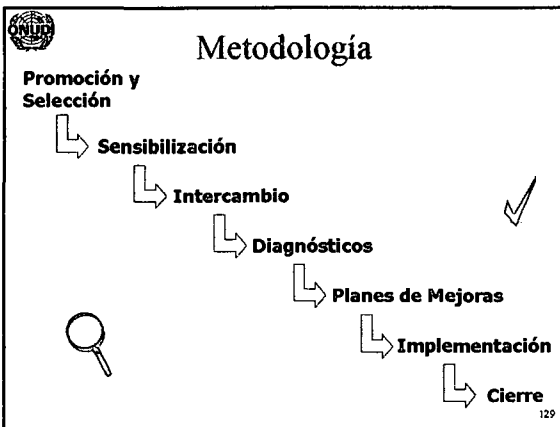 ONUDI
Metodología
Promoción y
Selección
Sensibilización
Intercambio
Diagnósticos
Planes de Mejoras
Implementación
Cierre
129